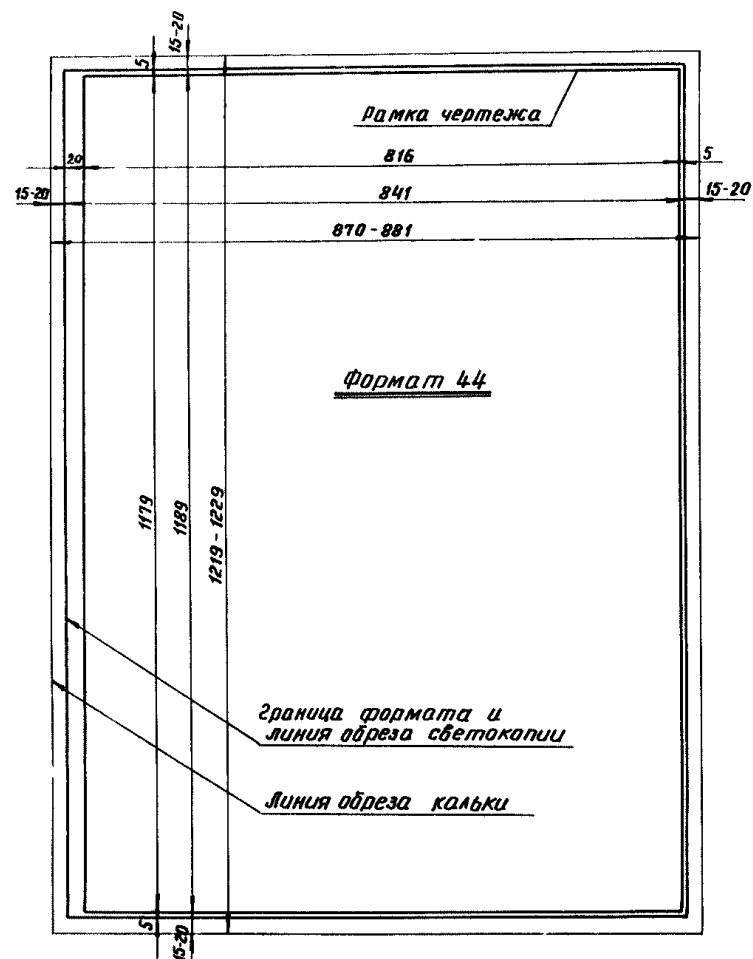 15-20
5
Рамка чертежа
20
816
5
15-20
841
15-20
870-881
Формат 44
1179
1189
1219-1229
Граница формата и
линия обреза светокопии
Линия обреза кальки
5
15-20